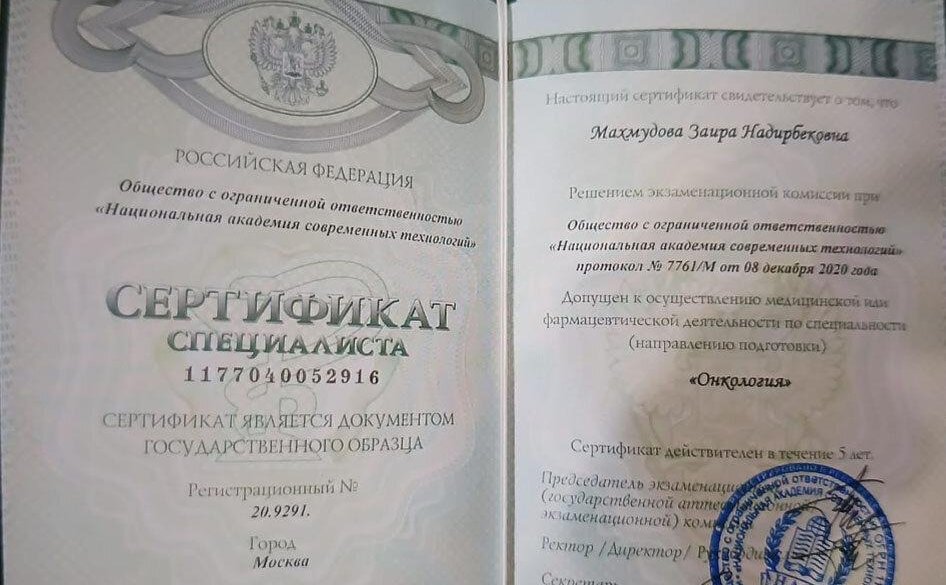 РОССИЙСКАЯ ФЕДЕРАЦИЯ
Общество с ограниченной ответственностью
«Национальная академия современных технологий»
СЕРТИФИКАТ
СПЕЦИАЛИСТА
1177040052916
СЕРТИФИКАТ ЯВЛЯЕТСЯ ДОКУМЕНТОМ
ГОСУДАРСТВЕННОГО ОБРАЗЦА
Регистрационный №
20.9291.
Город
Москва
Настоящий сертификат свидетельствует о том, что
Махмудова Заира Надирбековна
Решением экзаменационной комиссии при
Общество с ограниченной ответственностью
«Национальная академия современных технологий»
протокол № 7761/М от 08 декабря 2020 года
Допущен к осуществлению медицинской или
фармацевтической деятельности по специальности
(направлению подготовки)
«Онкология»
Сертификат действителен в течение 5 лет.
Председатель
(государственной
экзаменационной)
Ректор /Директор/